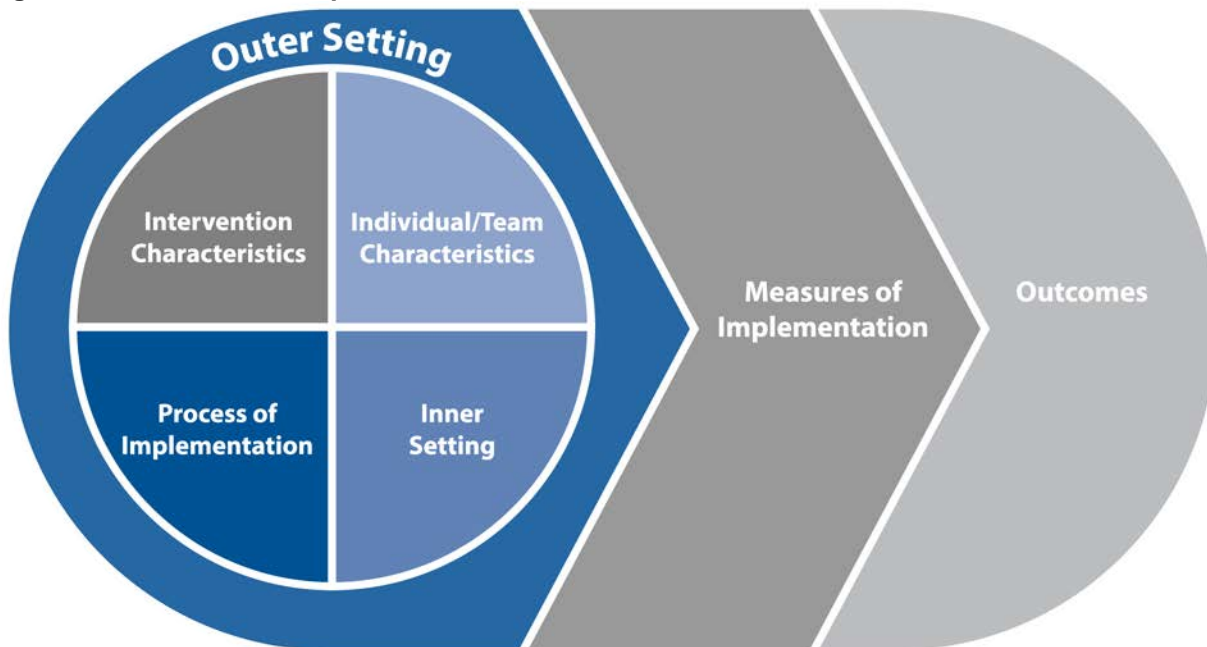 Outer Setting
Intervention
Characteristics
Individual/Team
Characteristics
Process of
Implementation
Inner
Setting
Measures of
Implementation
Outcomes